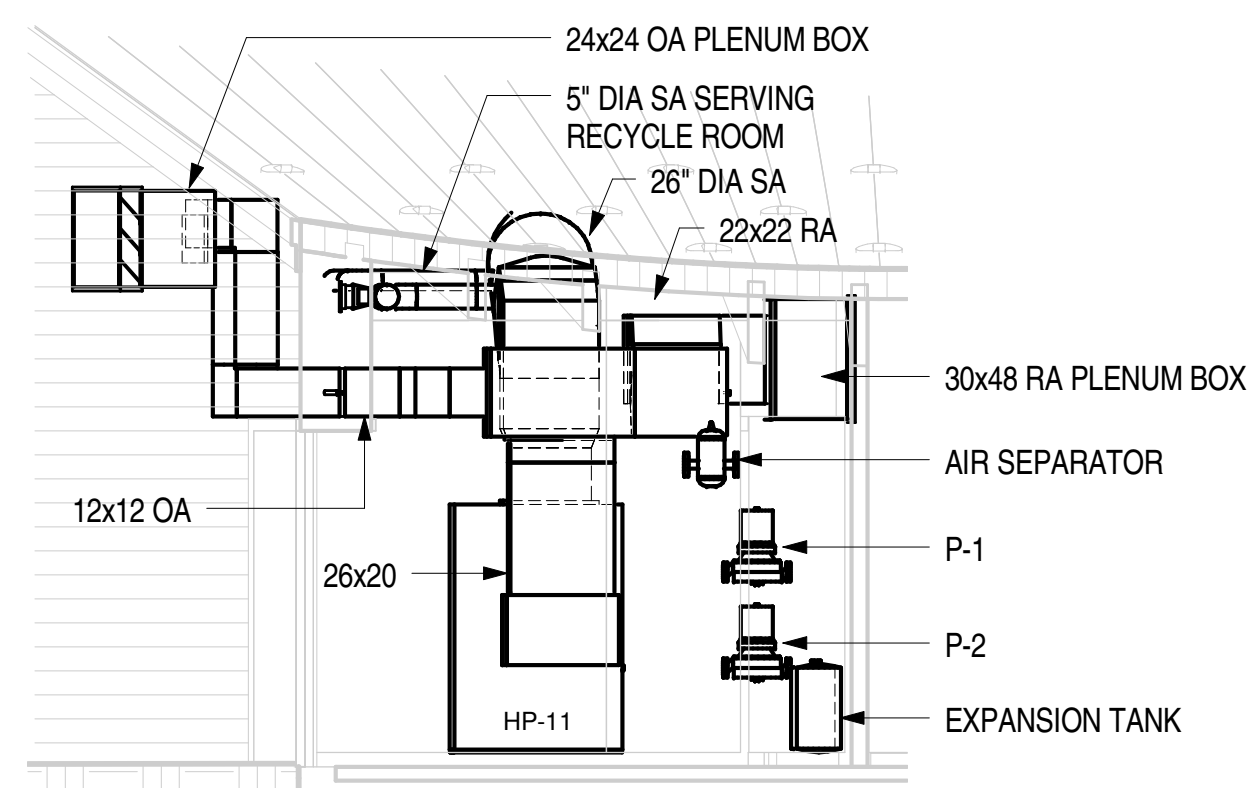 24x24 OA PLENUM BOX
5" DIA SA SERVING
RECYCLE ROOM
26" DIA SA
22x22 RA
30x48 RA PLENUM BOX
AIR SEPARATOR
12x12 OA
P-1
26x20
P-2
HP-11
EXPANSION TANK